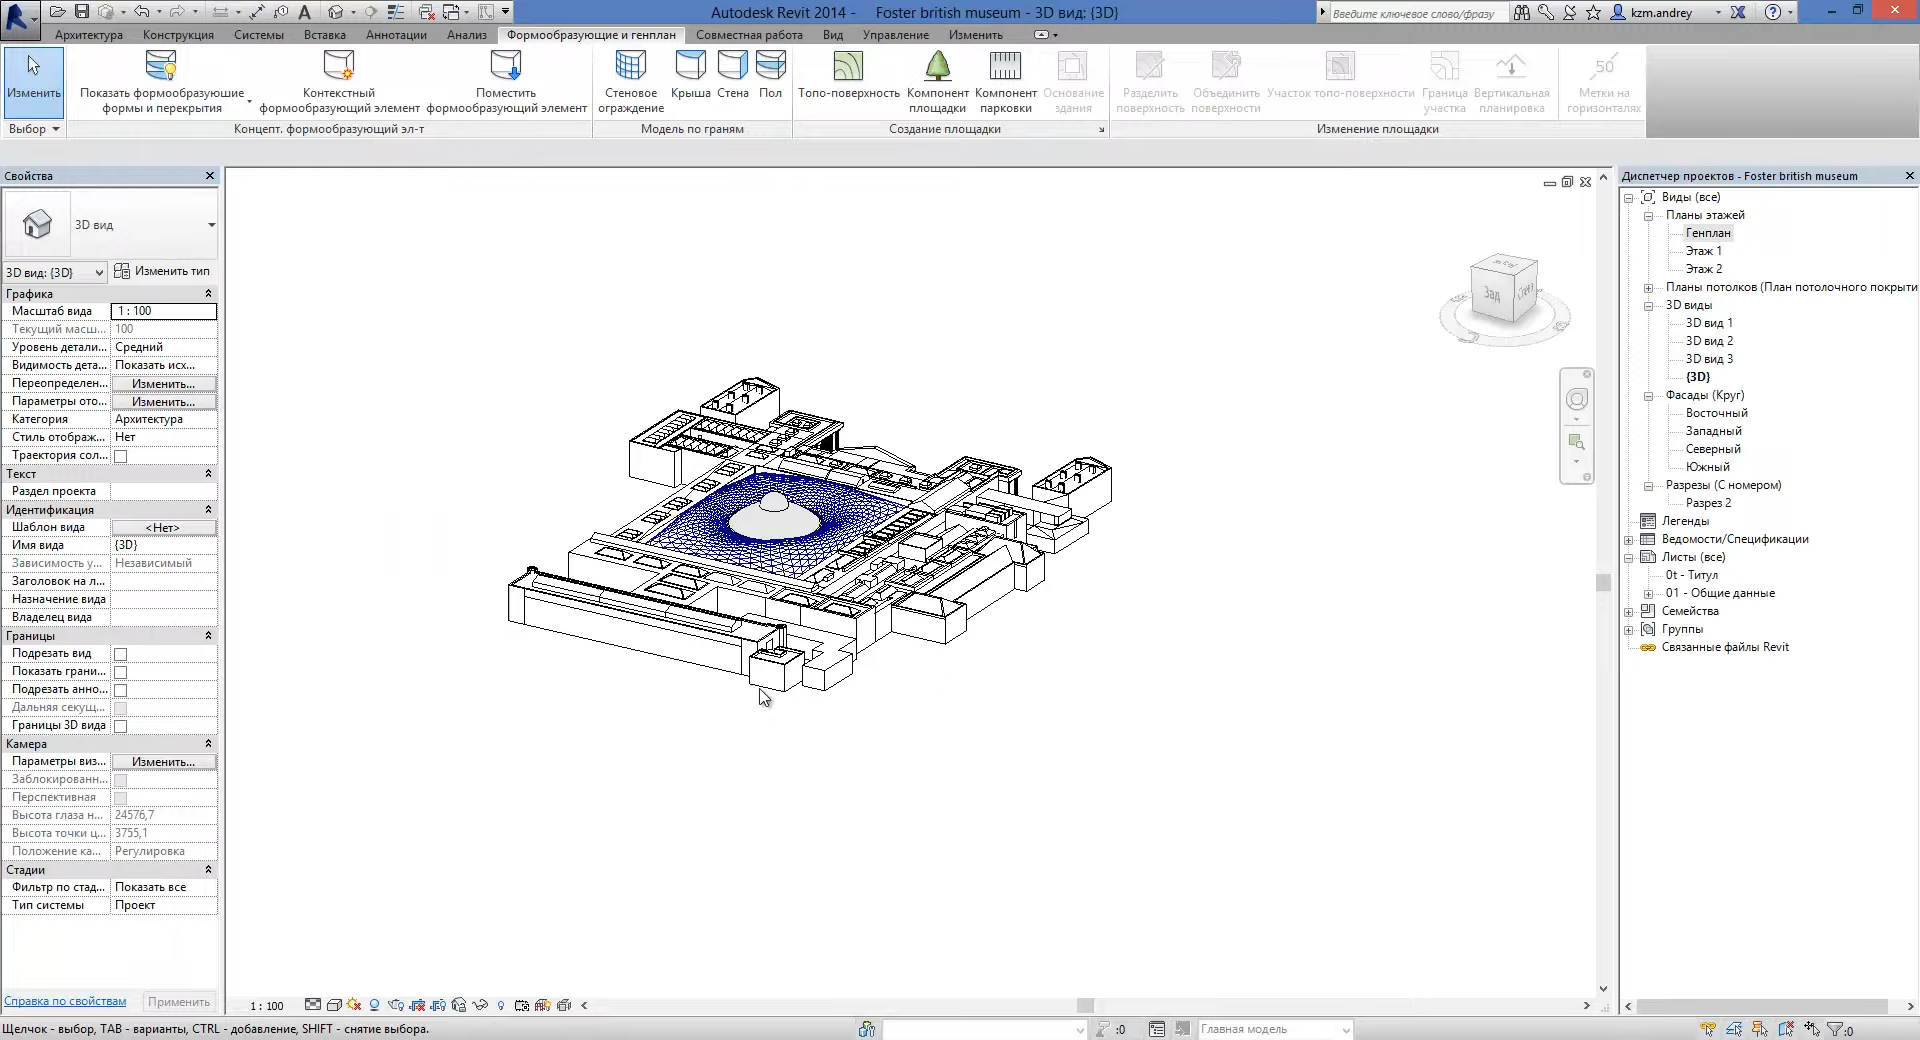 Autodesk Revit 2014 - Foster british museum - 3D вид: {3D}
Введите ключевое слово/фразу
kzm.andrey
Архитектура Конструкция Системы Вставка Аннотации Анализ Формообразующие и генплан Совместная работа Вид Управление Изменить
Изменить
Показать формообразующие формы и перекрытия
Контекстный формообразующий элемент
Поместить формообразующий элемент
Стеновое ограждение
Крыша
Стена
Пол
Топо-поверхность
Компонент площадки
Компонент парковки
Основание здания
Разделить поверхность
Объединить поверхности
Участок топо-поверхности
Граница участка
Вертикальная планировка
50
Метки на горизонталях
Выбор
Концепт. формообразующий эл-т
Модель по граням
Создание площадки
Изменение площадки
Свойства
3D вид
3D вид: {3D}
Изменить тип
Графика
Масштаб вида 1 : 100
Текущий масш... 100
Уровень детали... Средний
Видимость дета... Показать исх...
Переопределен... Изменить...
Параметры ото... Изменить...
Категория Архитектура
Стиль отображ... Нет
Траектория сол...
Текст
Раздел проекта
Идентификация
Шаблон вида <Нет>
Имя вида {3D}
Зависимость у... Независимый
Заголовок на л...
Назначение вида
Владелец вида
Границы
Подрезать вид
Показать грани...
Подрезать анно...
Дальняя секущ...
Границы 3D вида
Камера
Параметры виз... Изменить...
Заблокированн...
Перспективная
Высота глаза н... 24576,7
Высота точки ц... 3755,1
Положение ка... Регулировка
Стадии
Фильтр по стад... Показать все
Тип системы Проект
Справка по свойствам
Применить
Зад
1 : 100
Диспетчер проектов - Foster british museum
Виды (все)
Планы этажей
Генплан
Этаж 1
Этаж 2
Планы потолков (План потолочного покрыти
3D виды
3D вид 1
3D вид 2
3D вид 3
{3D}
Фасады (Круг)
Восточный
Западный
Северный
Южный
Разрезы (С номером)
Разрез 2
Легенды
Ведомости/Спецификации
Листы (все)
0t - Титул
01 - Общие данные
Семейства
Группы
Связанные файлы Revit
Щелчок - выбор, TAB - варианты, CTRL - добавление, SHIFT - снятие выбора.
:0
Главная модель
:0